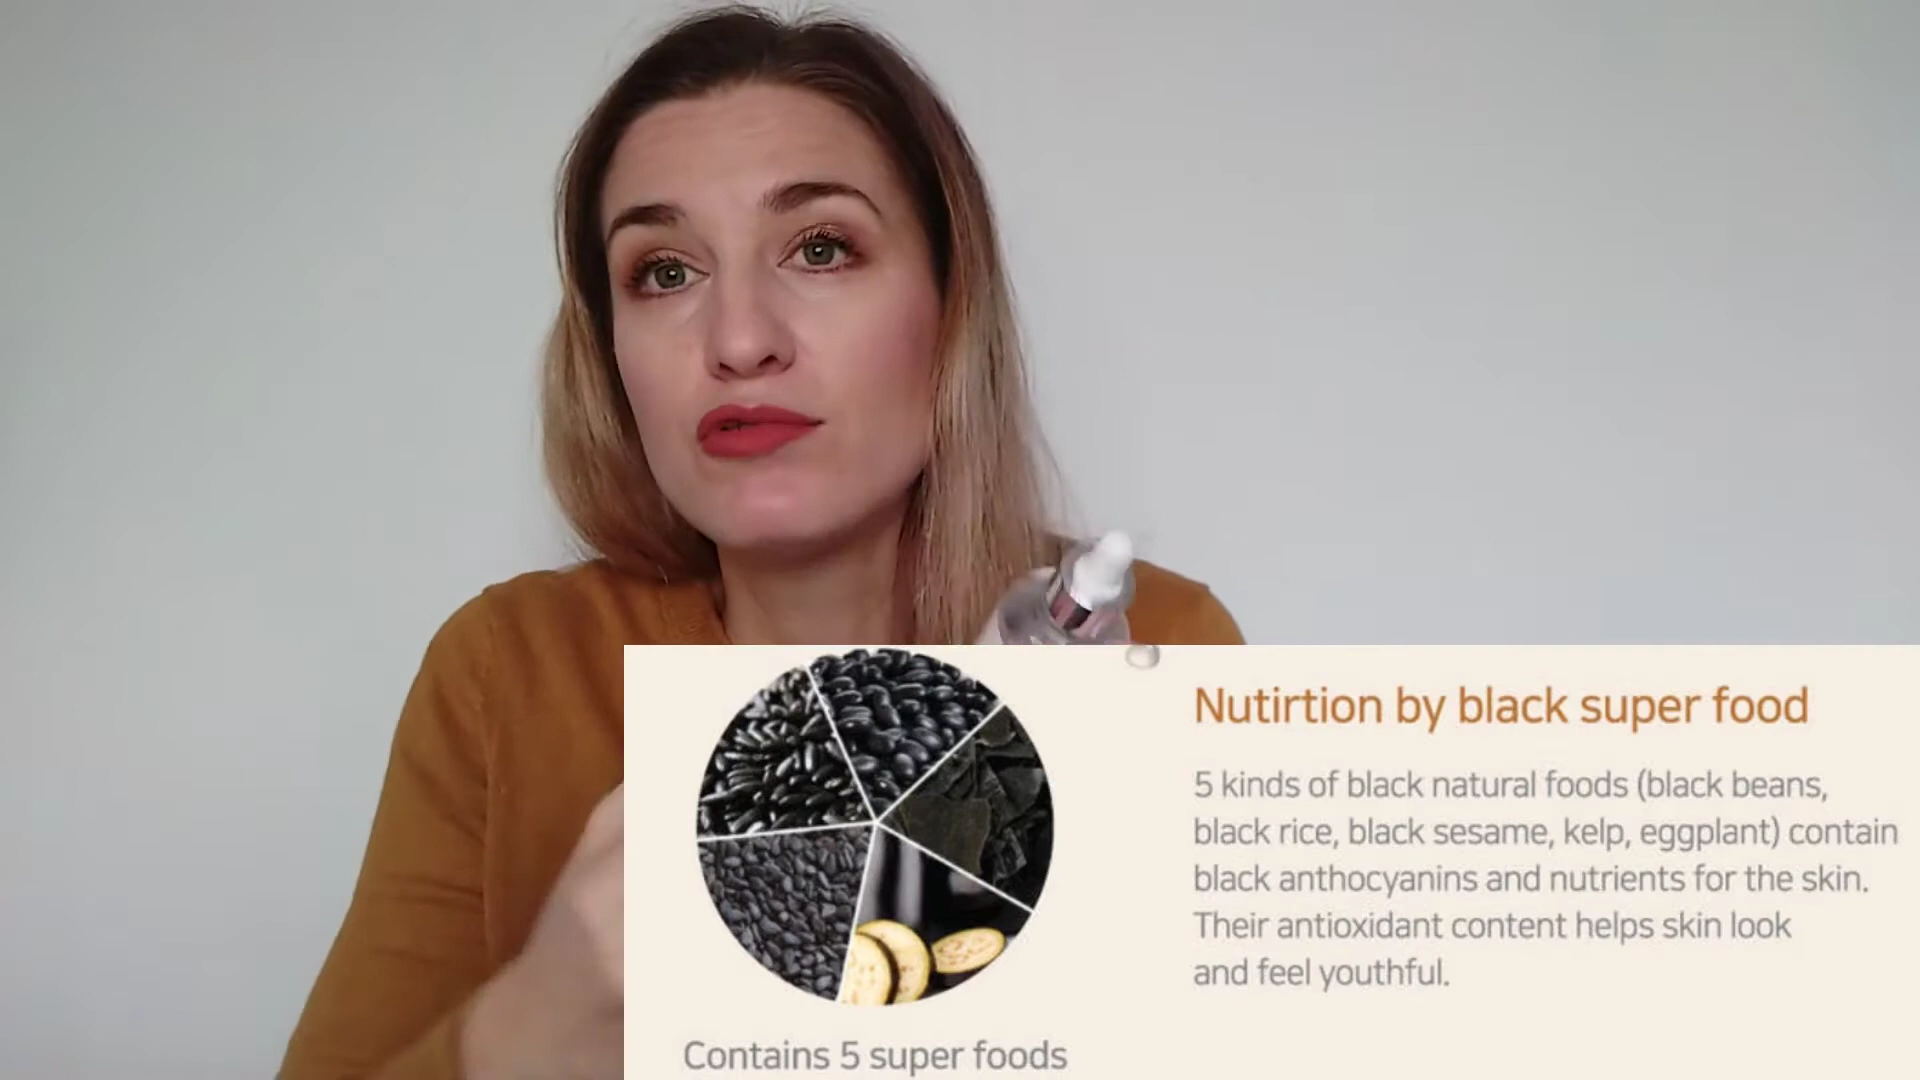 Nutirtion by black super food
5 kinds of black natural foods (black beans,
black rice, black sesame, kelp, eggplant) contain
black anthocyanins and nutrients for the skin.
Their antioxidant content helps skin look
and feel youthful.
Contains 5 super foods